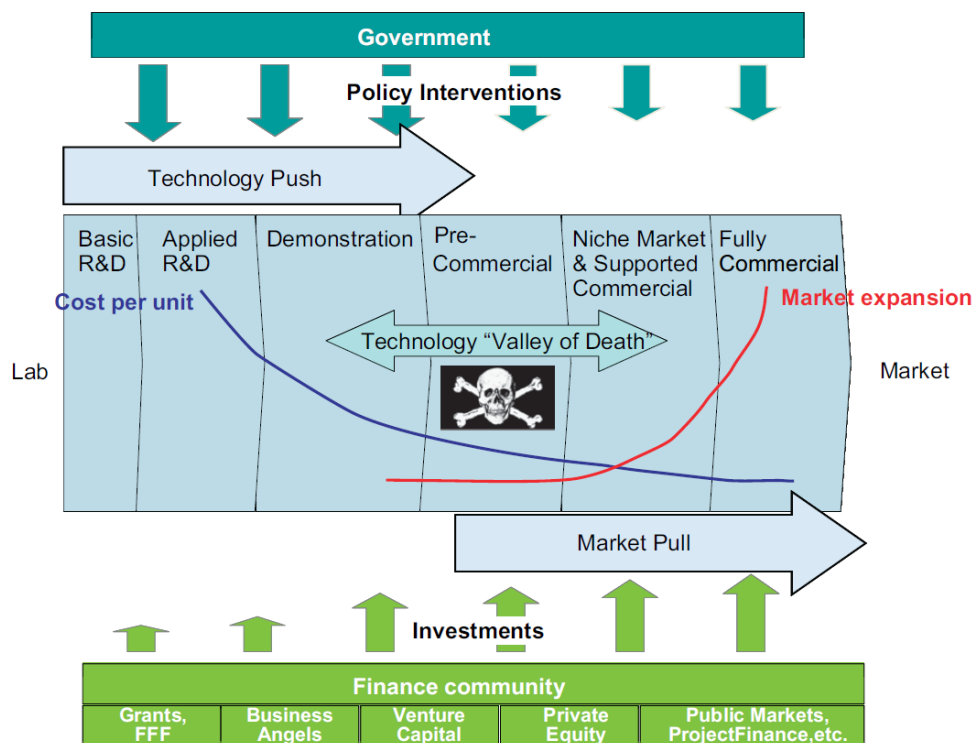 Government
Policy Interventions
Technology Push
Basic
R&D
Applied
R&D
Demonstration
Pre-
Commercial
Niche Market
& Supported
Commercial
Fully
Commercial
Cost per unit
Market expansion
Technology “Valley of Death”
Lab
Market
Market Pull
Investments
Finance community
Grants,
FFF
Business
Angels
Venture
Capital
Private
Equity
Public Markets,
ProjectFinance,etc.